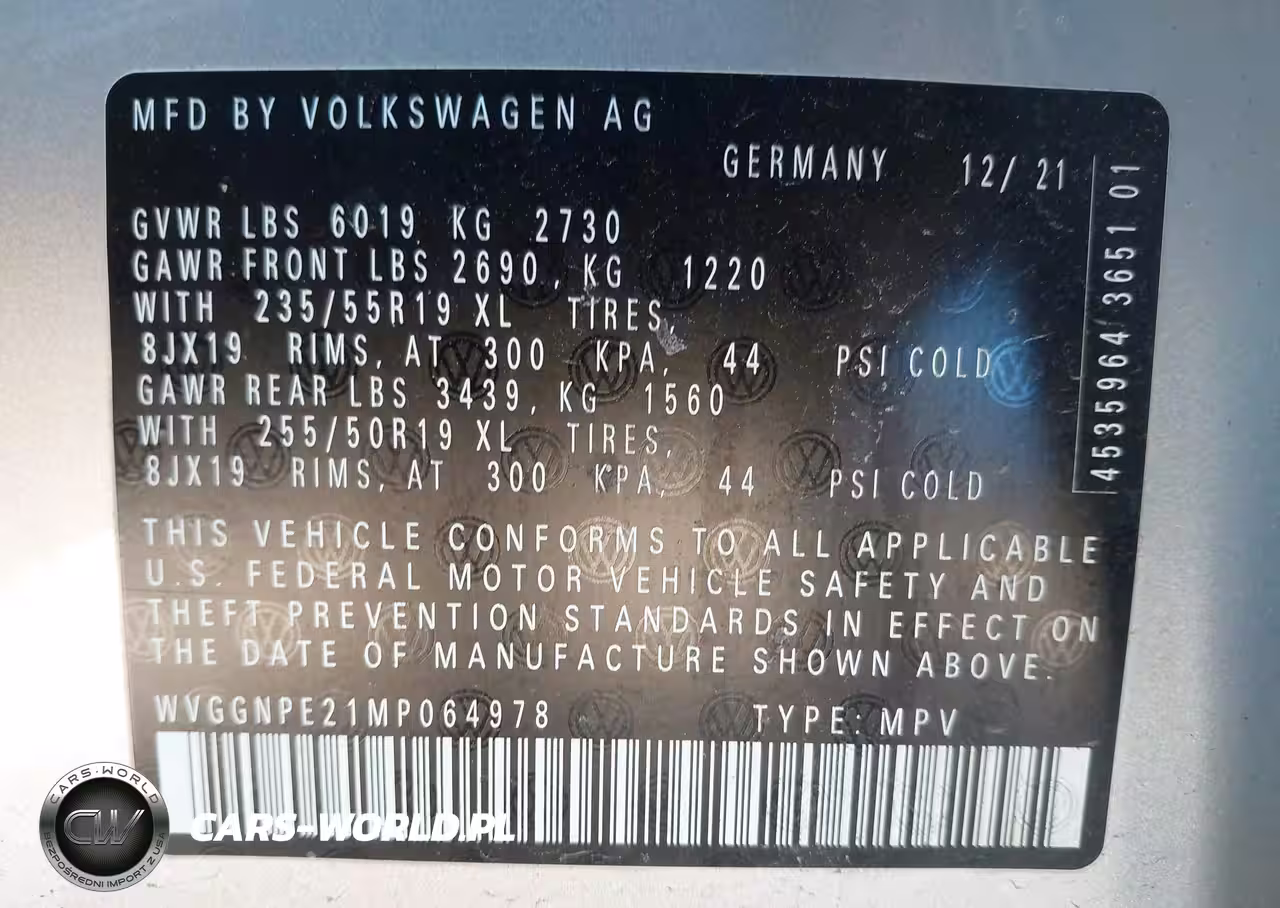 MFD BY VOLKSWAGEN AG
GERMANY 12/ 21
GVWR LBS 6019 KG 2730
GAWR FRONT LBS 2690, KG 1220
WITH 235/55R19 XL TIRES,
8JX19 RIMS, AT 300 KPA, 44 PSI COLD
GAWR REAR LBS 3439, KG 1560
WITH 255/50R19 XL TIRES,
8JX19 RIMS, AT 300 KPA, 44 PSI COLD
THIS VEHICLE CONFORMS TO ALL APPLICABLE
U.S. FEDERAL MOTOR VEHICLE SAFETY AND
THEFT PREVENTION STANDARDS IN EFFECT ON
THE DATE OF MANUFACTURE SHOWN ABOVE.
WVGGNPE21MP064978 TYPE: MPV
4535964 3651 01
CARS-WORLD
CW
BEZPOŚREDNI IMPORT Z USA
CARS-WORLD.PL